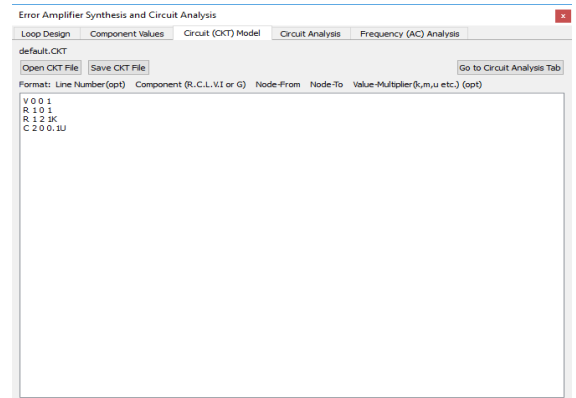 Error Amplifier Synthesis and Circuit Analysis x
Loop Design Component Values Circuit (CKT) Model Circuit Analysis Frequency (AC) Analysis
default.CKT
Open CKT File Save CKT File Go to Circuit Analysis Tab
Format: Line Number(opt) Component (R.C.L.V.I or G) Node-From Node-To Value-Multiplier(k,m,u etc.) (opt)
V 0 0 1
R 1 0 1
R 1 2 1K
C 2 0 0.1U